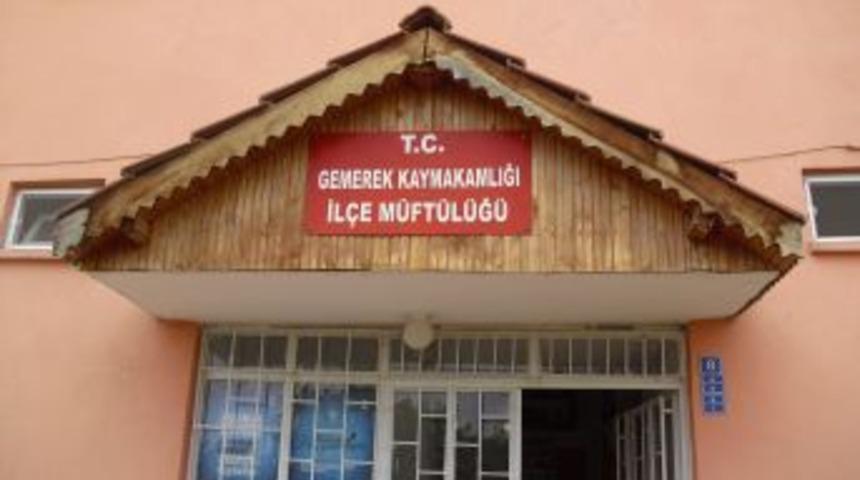 T.C.
GEMEREK KAYMAKAMLIĞI
İLÇE MÜFTÜLÜĞÜ